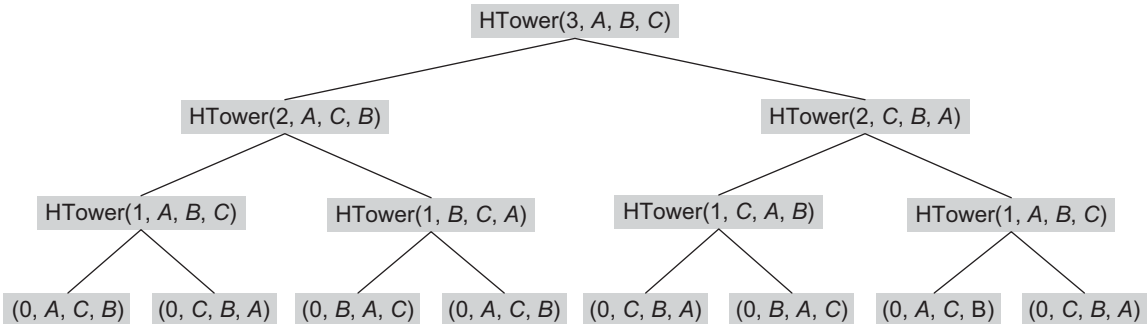 HTower(3, A, B, C)
HTower(2, A, C, B)
HTower(2, C, B, A)
HTower(1, A, B, C)
HTower(1, B, C, A)
HTower(1, C, A, B)
HTower(1, A, B, C)
(0, A, C, B)
(0, C, B, A)
(0, B, A, C)
(0, A, C, B)
(0, C, B, A)
(0, B, A, C)
(0, A, C, B)
(0, C, B, A)